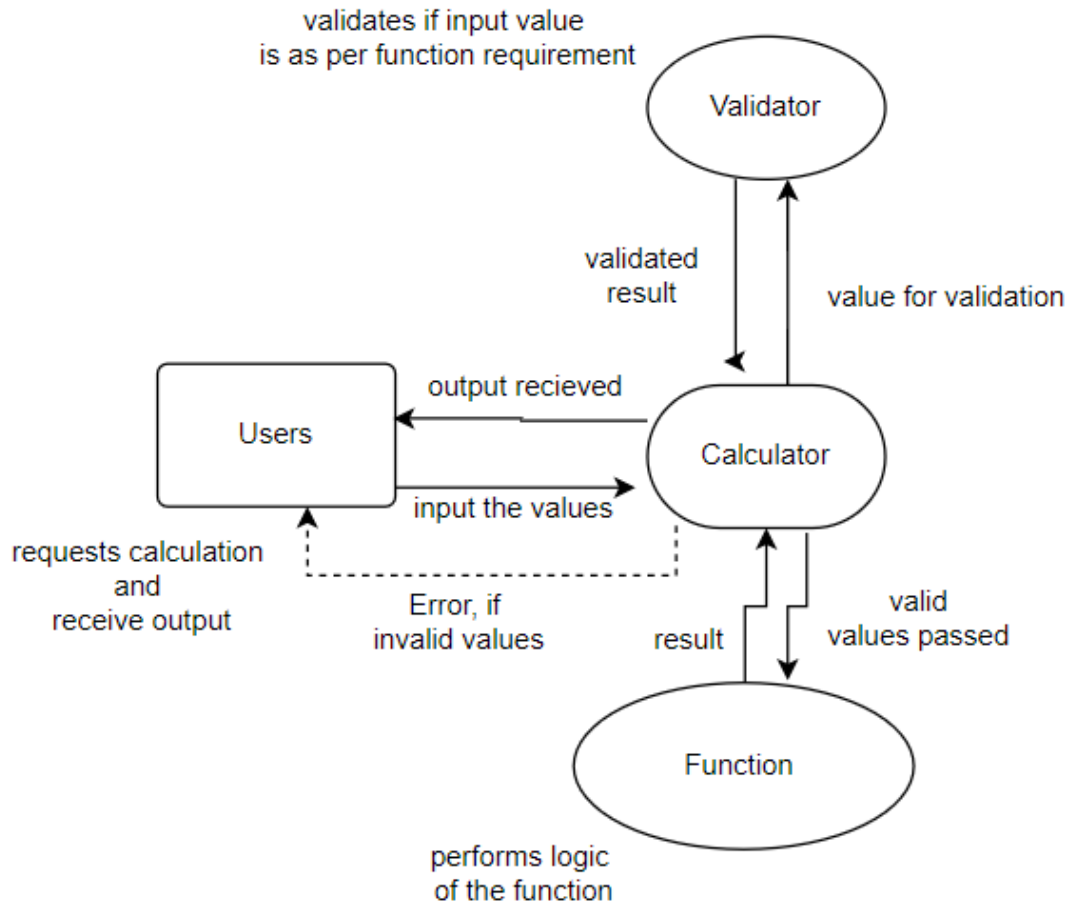 validates if input value
is as per function requirement
Validator
validated
result
value for validation
output recieved
Users
Calculator
input the values
requests calculation
and
receive output
Error, if
invalid values
result
valid
values passed
Function
performs logic
of the function